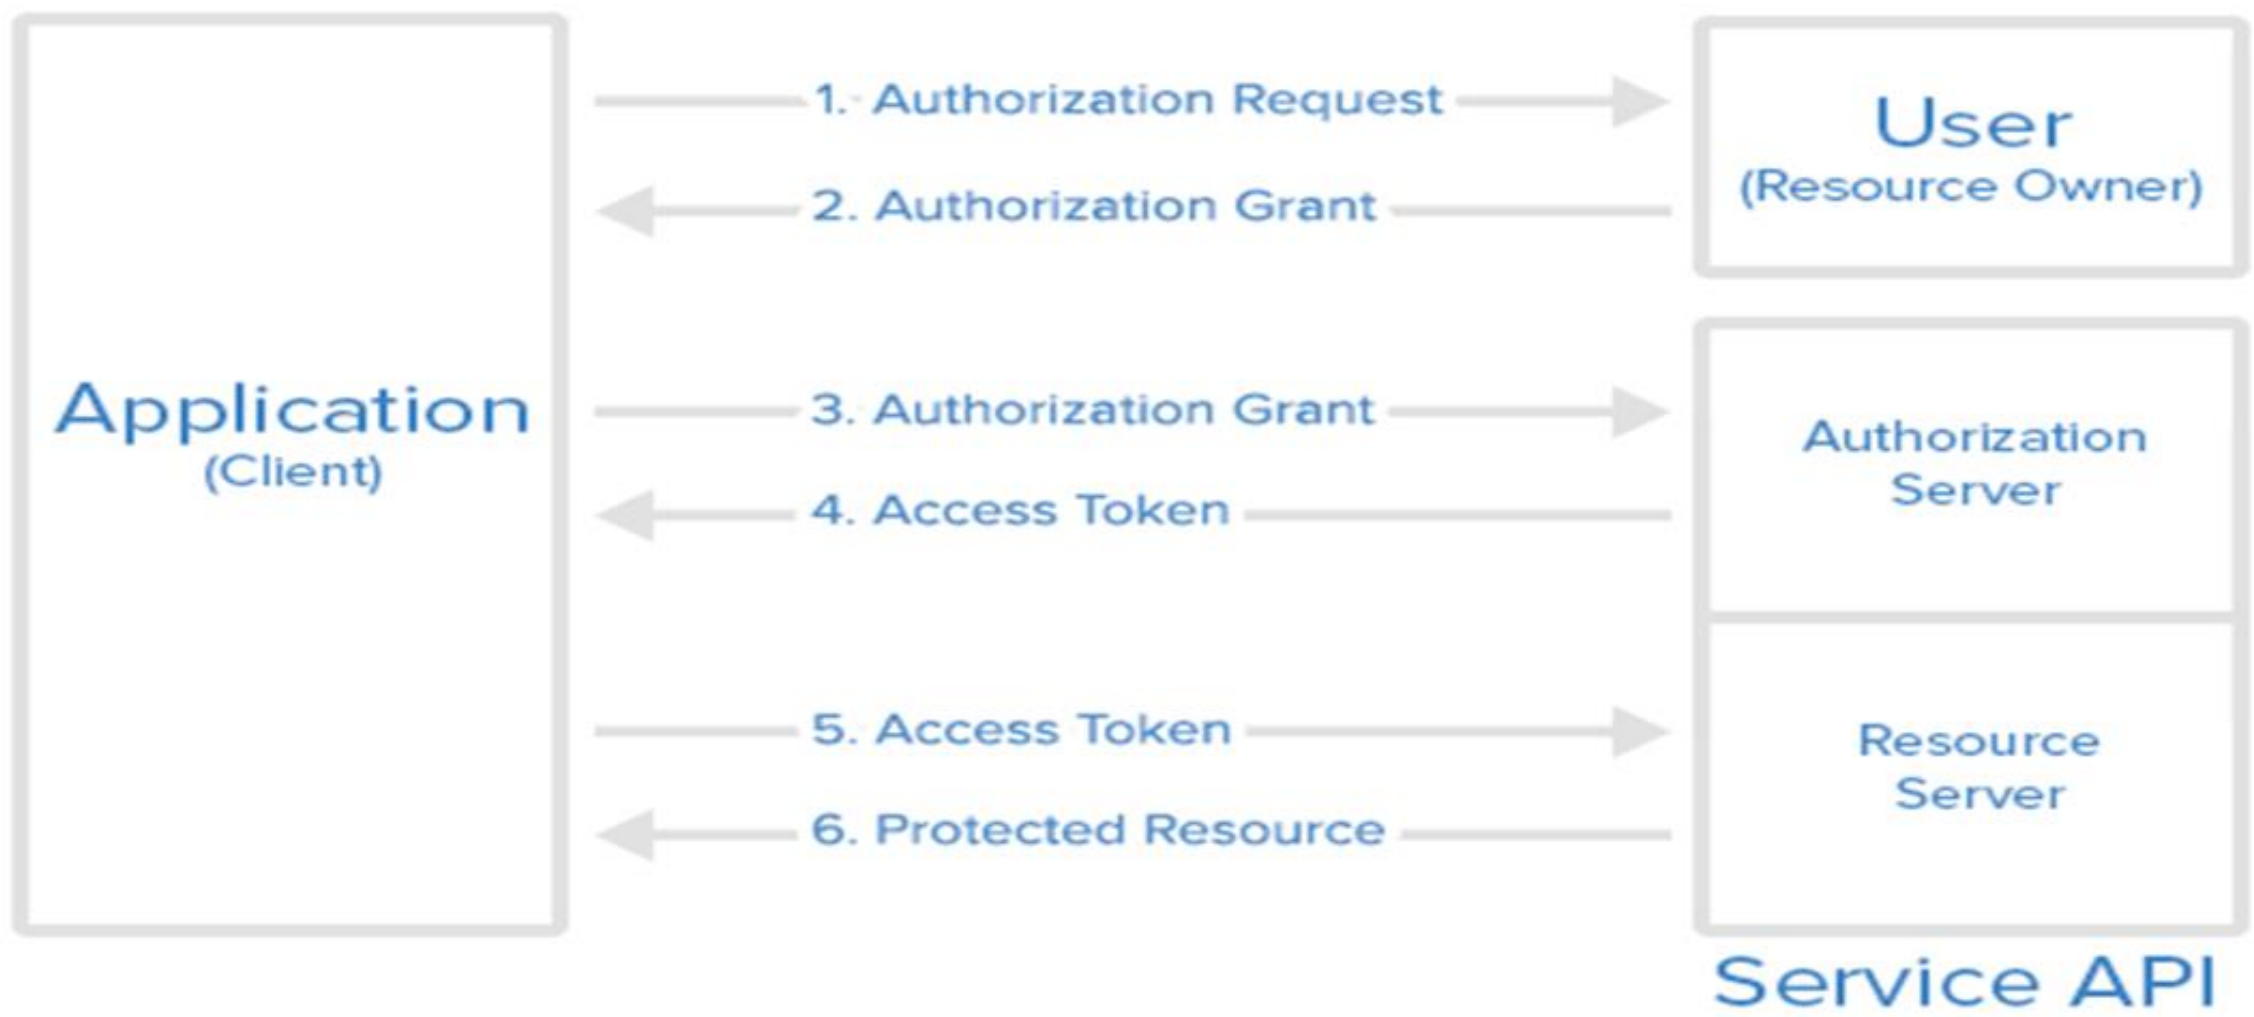 1. Authorization Request
User
(Resource Owner)
2. Authorization Grant
Application
(Client)
3. Authorization Grant
Authorization
Server
4. Access Token
5. Access Token
Resource
Server
6. Protected Resource
Service API